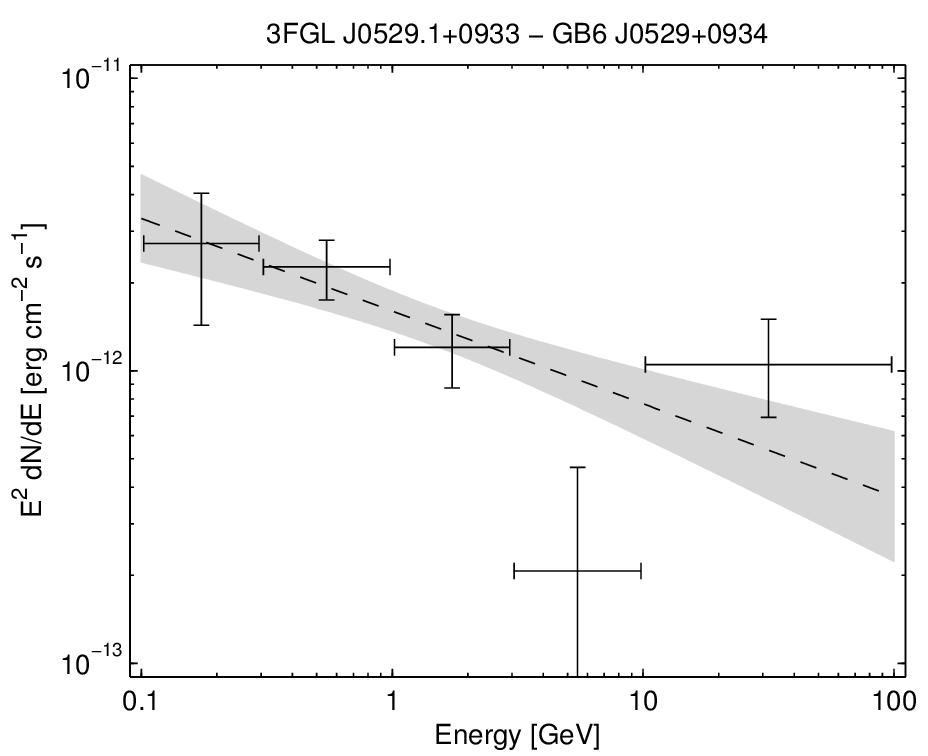 3FGL J0529.1+0933 − GB6 J0529+0934
10⁻¹¹
10⁻¹²
10⁻¹³
E² dN/dE [erg cm⁻² s⁻¹]
0.1 1 10 100
Energy [GeV]